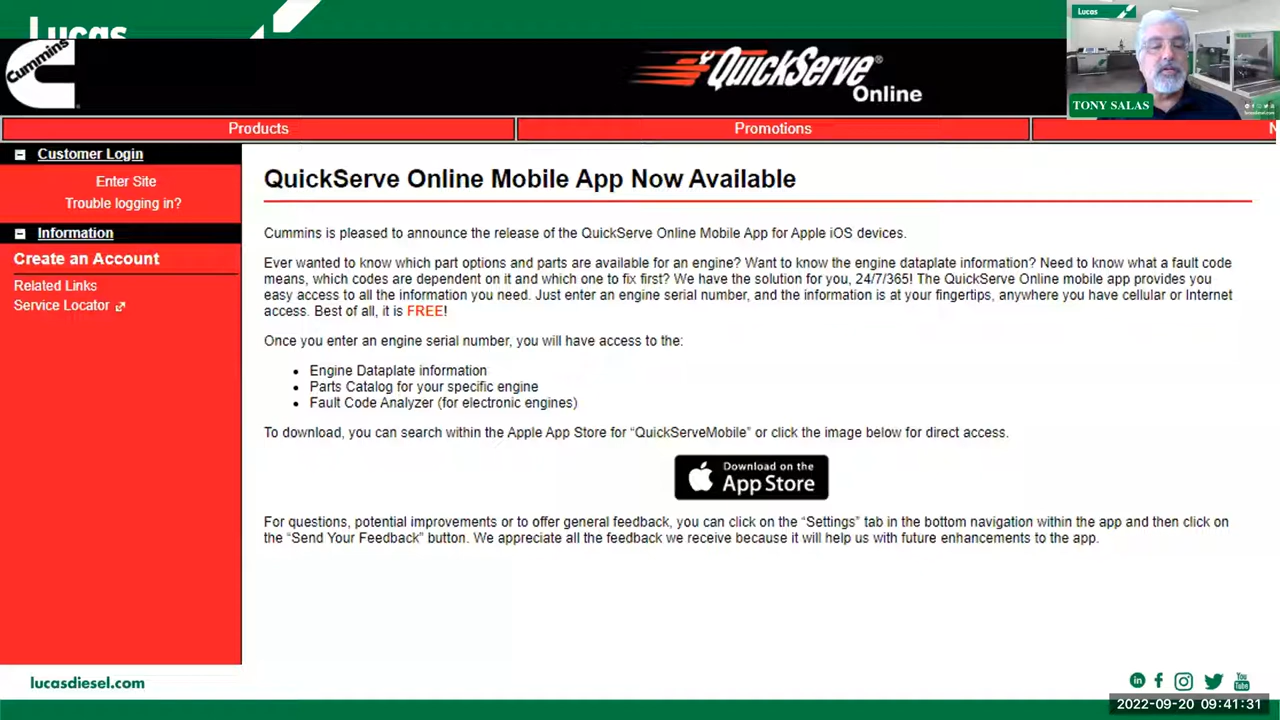 Lucas
Lucas
TONY SALAS
Cummins
QuickServe®
Online
Products
Promotions
Customer Login
Enter Site
Trouble logging in?
Information
Create an Account
Related Links
Service Locator
QuickServe Online Mobile App Now Available
Cummins is pleased to announce the release of the QuickServe Online Mobile App for Apple iOS devices.
Ever wanted to know which part options and parts are available for an engine? Want to know the engine dataplate information? Need to know what a fault code
means, which codes are dependent on it and which one to fix first? We have the solution for you, 24/7/365! The QuickServe Online mobile app provides you
easy access to all the information you need. Just enter an engine serial number, and the information is at your fingertips, anywhere you have cellular or Internet
access. Best of all, it is FREE!
Once you enter an engine serial number, you will have access to the:
• Engine Dataplate information
• Parts Catalog for your specific engine
• Fault Code Analyzer (for electronic engines)
To download, you can search within the Apple App Store for “QuickServeMobile” or click the image below for direct access.
Download on the
App Store
For questions, potential improvements or to offer general feedback, you can click on the “Settings” tab in the bottom navigation within the app and then click on
the “Send Your Feedback” button. We appreciate all the feedback we receive because it will help us with future enhancements to the app.
lucasdiesel.com
in f You Tube
2022-09-20 09:41:31